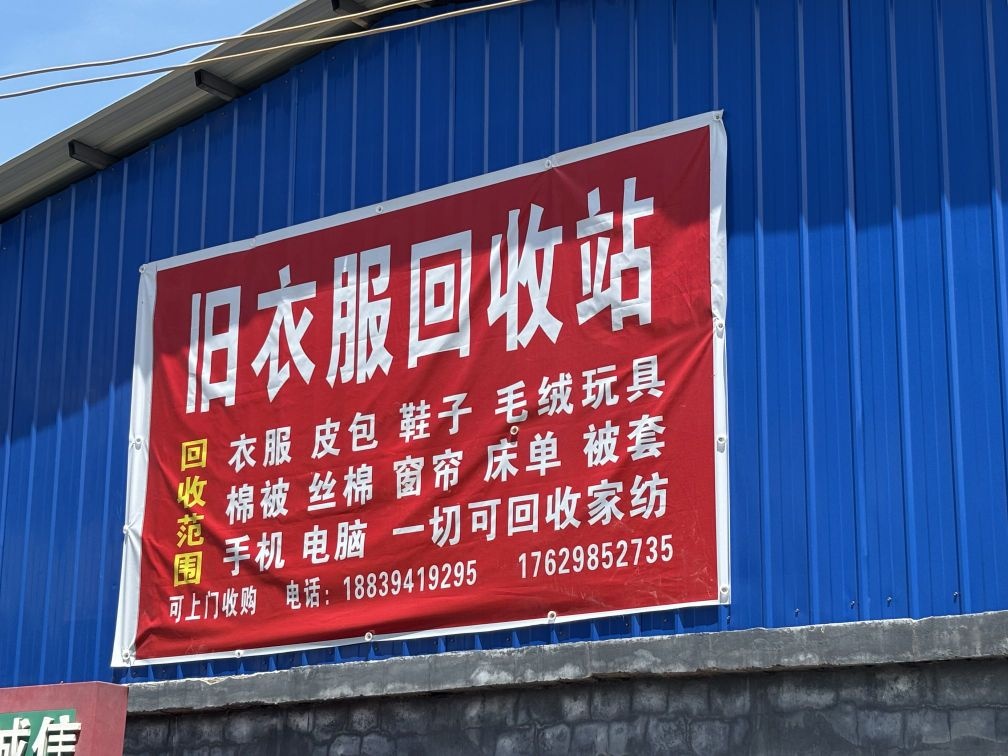 旧衣服回收站
回收范围
衣服 皮包 鞋子 毛绒玩具
棉被 丝棉 窗帘 床单 被套
手机 电脑 一切可回收家纺
可上门收购 电话：18839419295 17629852735
诚信